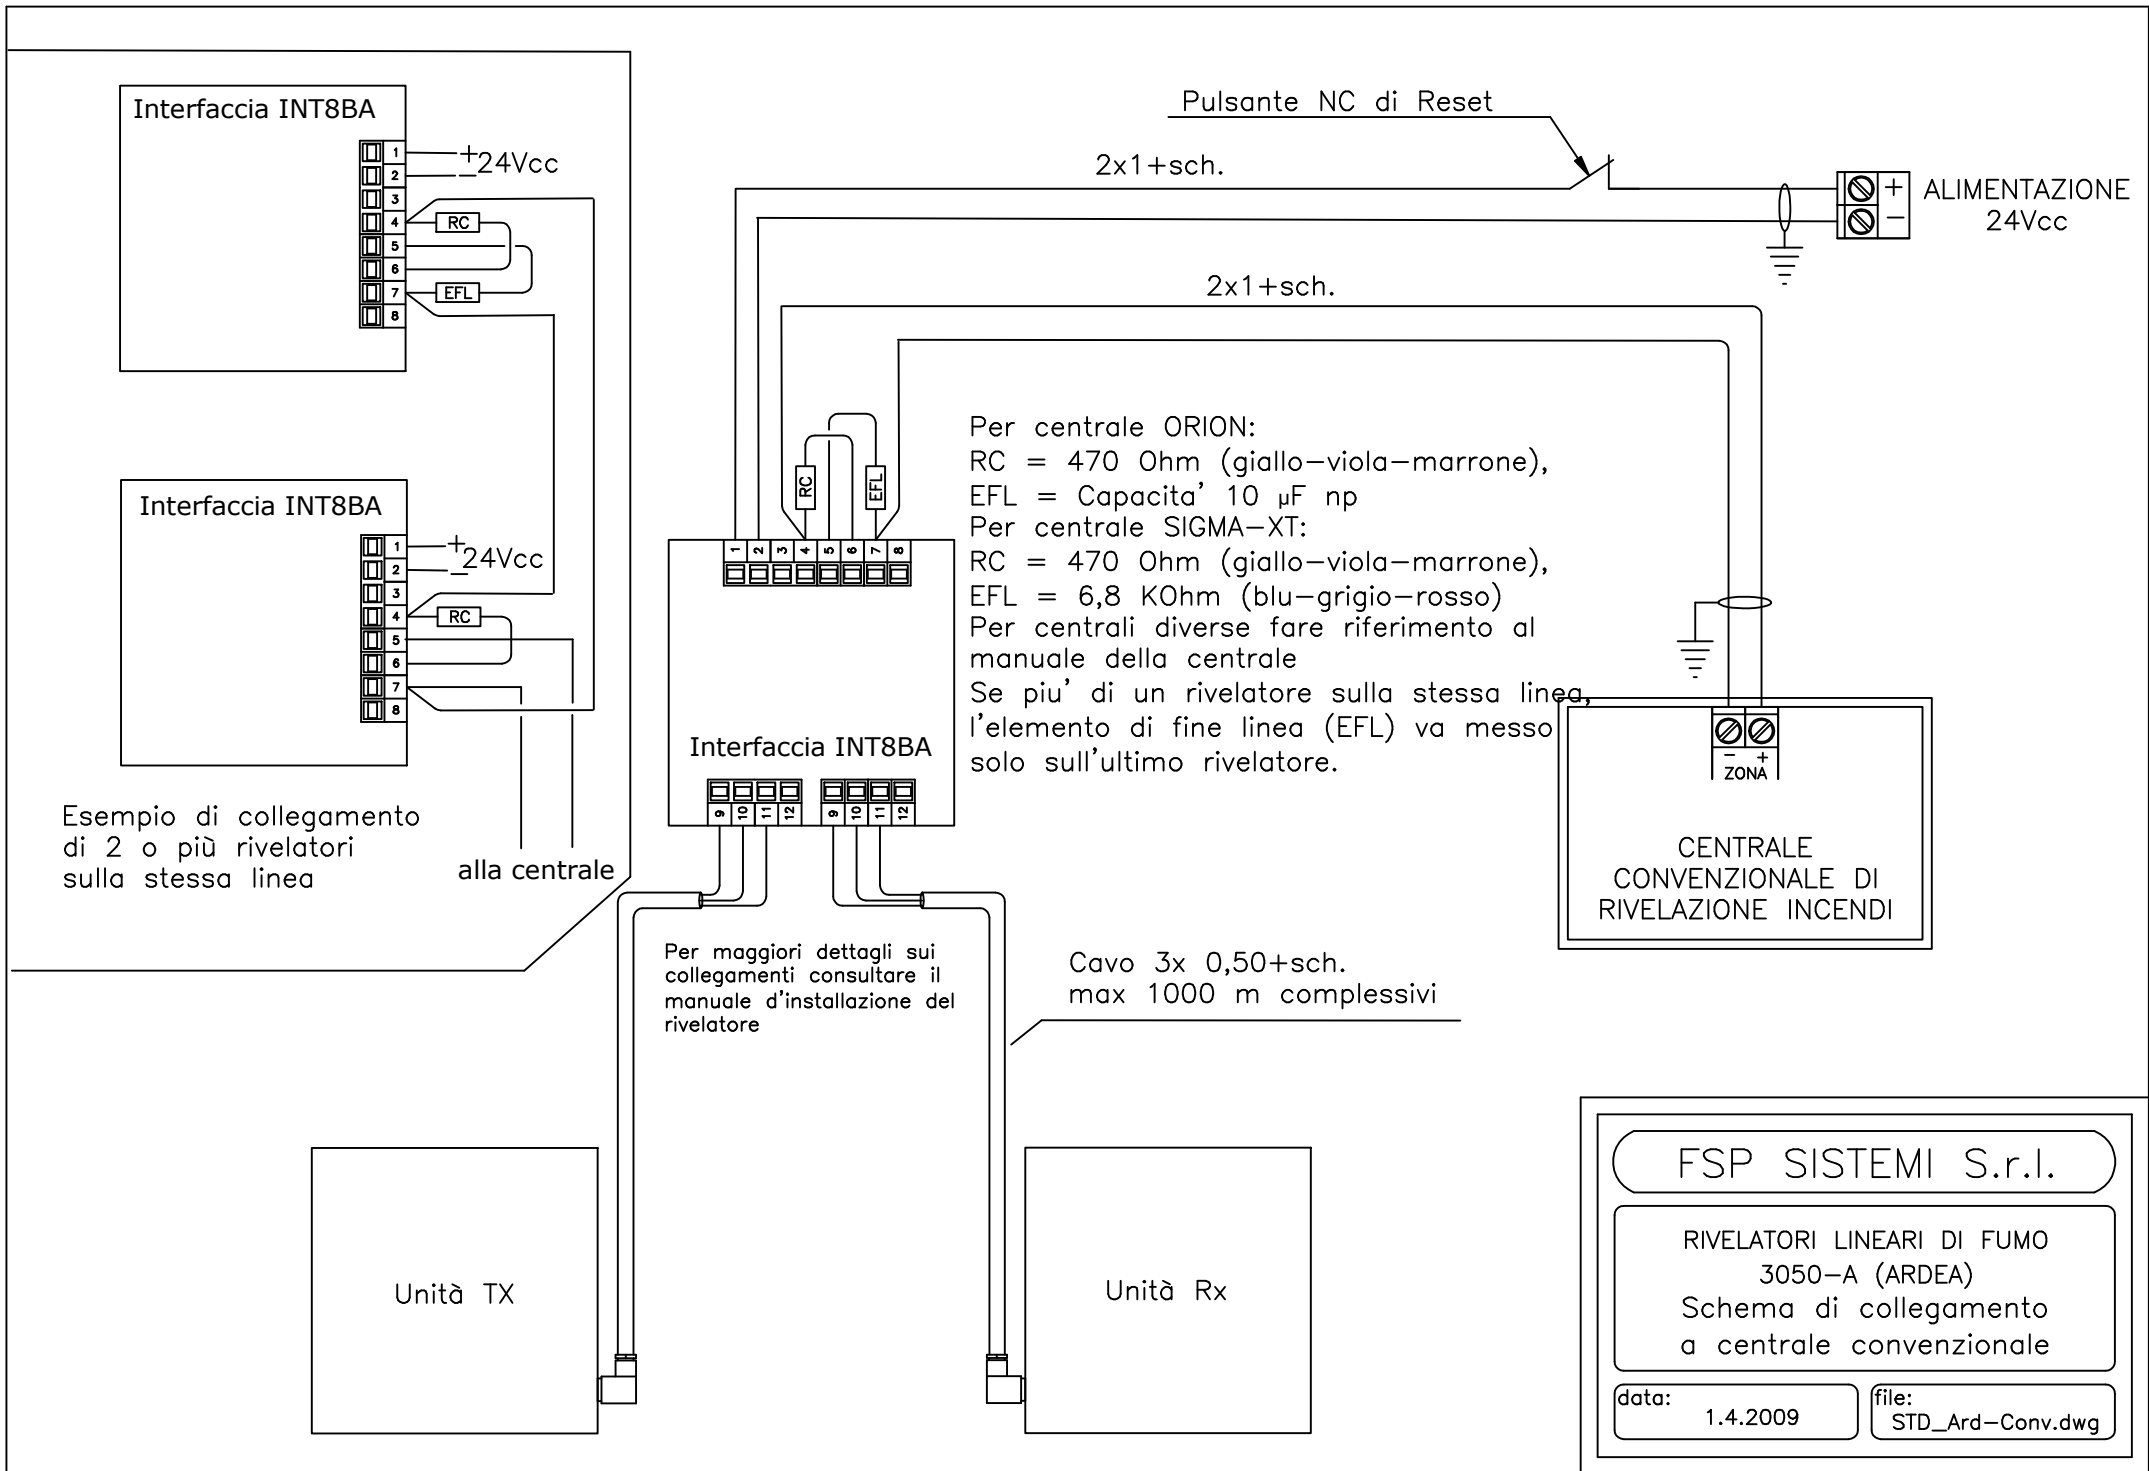 Interfaccia INT8BA
1
2
3
4
5
6
7
8
+
−
24Vcc
RC
EFL
Interfaccia INT8BA
1
2
3
4
5
6
7
8
+
−
24Vcc
RC
Esempio di collegamento
di 2 o più rivelatori
sulla stessa linea
alla centrale
Pulsante NC di Reset
2x1+sch.
+
−
ALIMENTAZIONE
24Vcc
2x1+sch.
RC
EFL
1 2 3 4 5 6 7 8
Interfaccia INT8BA
9 10 11 12
9 10 11 12
Per centrale ORION:
RC = 470 Ohm (giallo−viola−marrone),
EFL = Capacita' 10 µF np
Per centrale SIGMA−XT:
RC = 470 Ohm (giallo−viola−marrone),
EFL = 6,8 KOhm (blu−grigio−rosso)
Per centrali diverse fare riferimento al
manuale della centrale
Se piu' di un rivelatore sulla stessa linea,
l'elemento di fine linea (EFL) va messo
solo sull'ultimo rivelatore.
− +
ZONA
CENTRALE
CONVENZIONALE DI
RIVELAZIONE INCENDI
Per maggiori dettagli sui
collegamenti consultare il
manuale d'installazione del
rivelatore
Cavo 3x 0,50+sch.
max 1000 m complessivi
Unità TX
Unità Rx
FSP SISTEMI S.r.l.
RIVELATORI LINEARI DI FUMO
3050−A (ARDEA)
Schema di collegamento
a centrale convenzionale
data:
1.4.2009
file:
STD_Ard−Conv.dwg